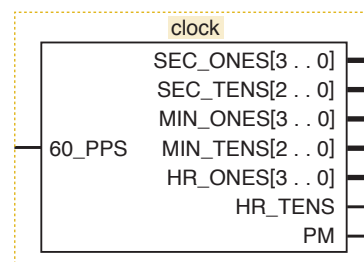 clock
SEC_ONES[3 . . 0]
SEC_TENS[2 . . 0]
MIN_ONES[3 . . 0]
60_PPS MIN_TENS[2 . . 0]
HR_ONES[3 . . 0]
HR_TENS
PM